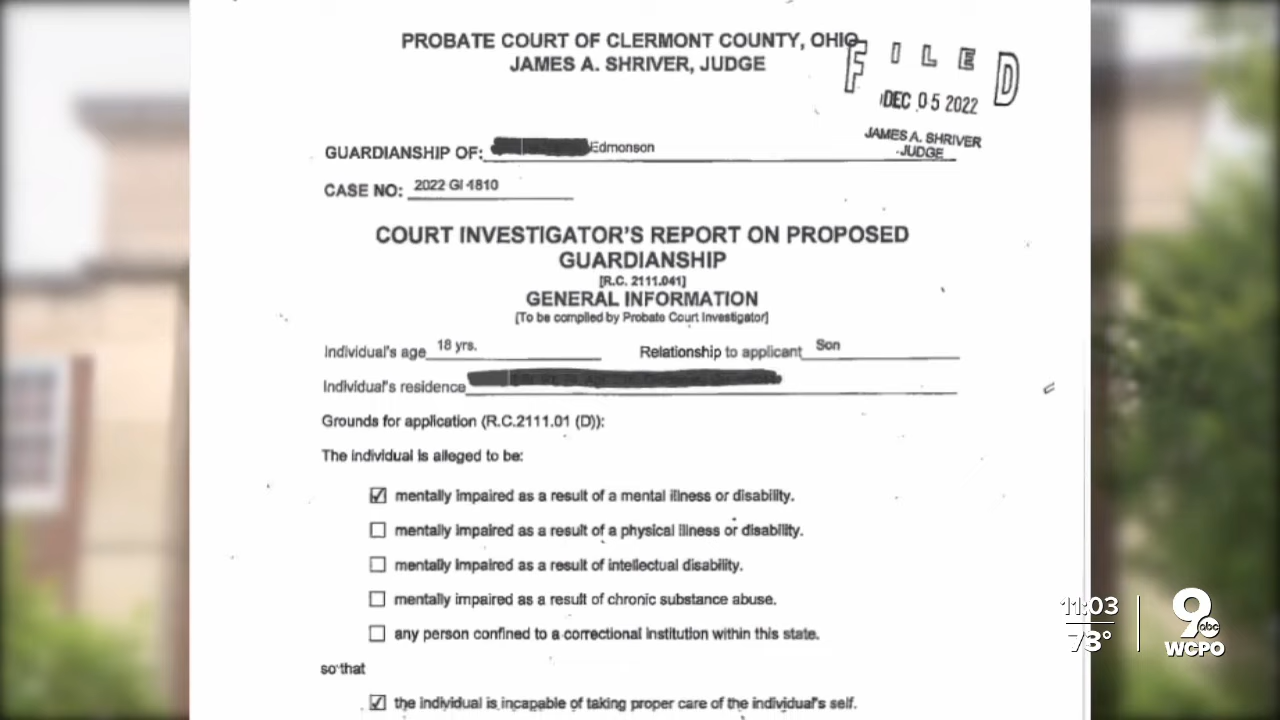 PROBATE COURT OF CLERMONT COUNTY, OHIO
JAMES A. SHRIVER, JUDGE
FILED
DEC 05 2022
JAMES A. SHRIVER
JUDGE
GUARDIANSHIP OF: Edmonson
CASE NO: 2022 GI 1810
COURT INVESTIGATOR'S REPORT ON PROPOSED
GUARDIANSHIP
[R.C. 2111.041]
GENERAL INFORMATION
[To be compiled by Probate Court Investigator]
Individual's age 18 yrs. Relationship to applicant Son
Individual's residence
Grounds for application (R.C.2111.01 (D)):
The individual is alleged to be:
☑ mentally impaired as a result of a mental illness or disability.
☐ mentally impaired as a result of a physical illness or disability.
☐ mentally impaired as a result of intellectual disability.
☐ mentally impaired as a result of chronic substance abuse.
☐ any person confined to a correctional institution within this state.
so that
☑ the individual is incapable of taking proper care of the individual's self.
11:03
73°
9
abc
WCPO